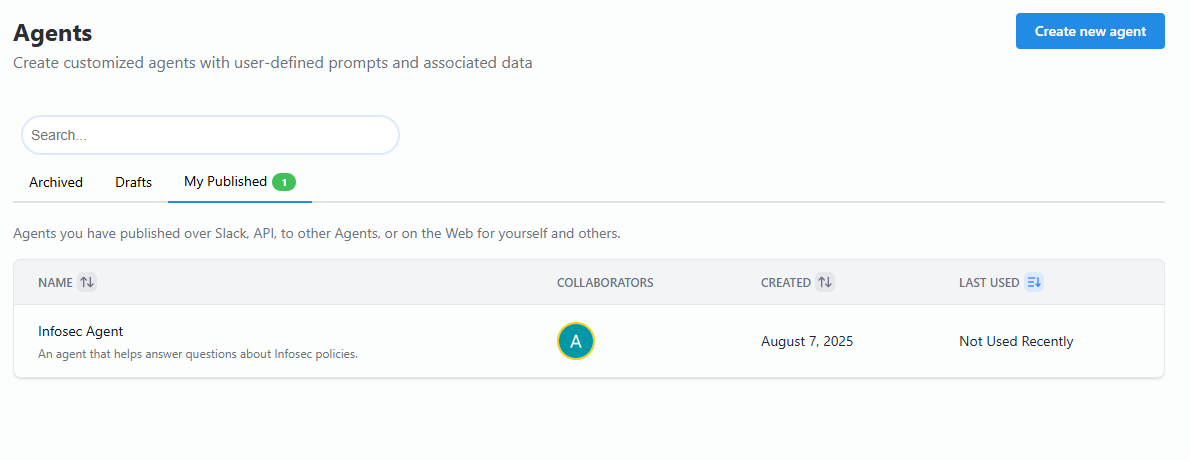 Agents
Create new agent
Create customized agents with user-defined prompts and associated data
Search...
Archived Drafts My Published 1
Agents you have published over Slack, API, to other Agents, or on the Web for yourself and others.
NAME COLLABORATORS CREATED LAST USED
Infosec Agent
An agent that helps answer questions about Infosec policies.
A
August 7, 2025
Not Used Recently